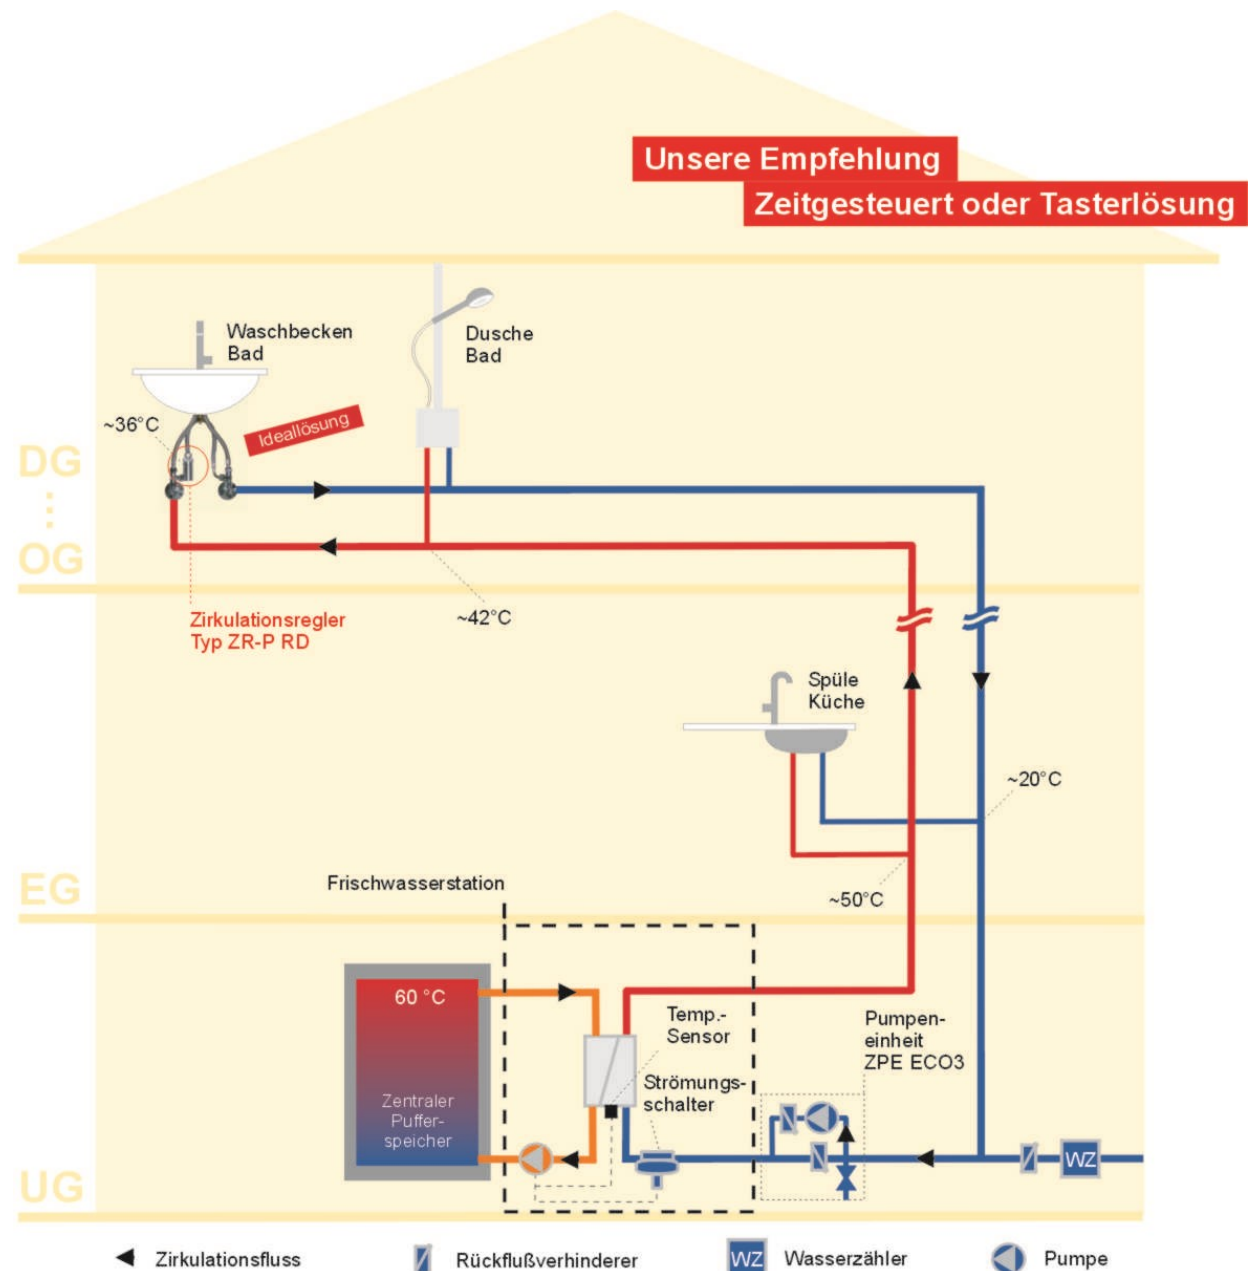 Unsere Empfehlung
Zeitgesteuert oder Tasterlösung
Waschbecken
Bad
Dusche
Bad
~36°C
Ideallösung
DG
OG
Zirkulationsregler
Typ ZR-P RD
~42°C
Spüle
Küche
~20°C
EG
Frischwasserstation
~50°C
60 °C
Temp.-
Sensor
Pumpen-
einheit
ZPE ECO3
Strömungs-
schalter
Zentraler
Puffer-
speicher
WZ
UG
Zirkulationsfluss
Rückflußverhinderer
WZ
Wasserzähler
Pumpe